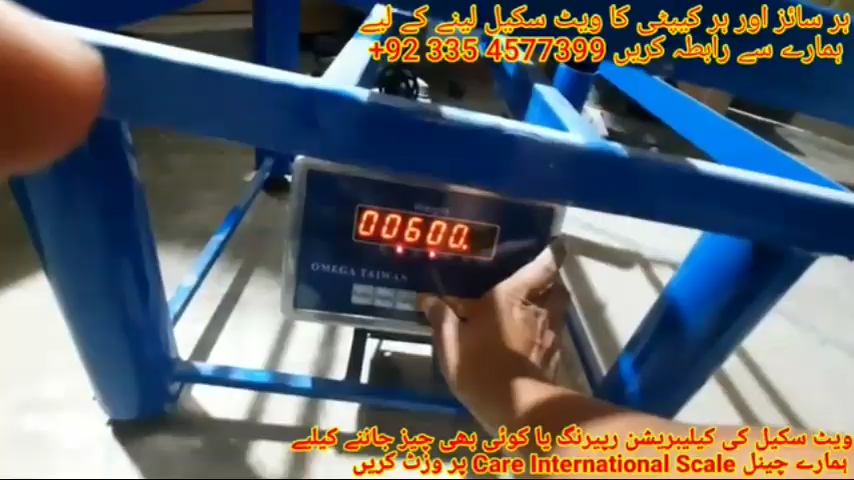 ہر سائز اور ہر کیپٹی کا ویٹ سکیل لینے کے لیے
ہمارے سے رابطہ کریں 4577399 335 92+
00600.
OMEGA TAIWAN
ویٹ سکیل کی کیلیبریشن ریپرنگ یا کوئی بھی چیز جاننے کیلیے
ہمارے چینل Care International Scale پر وزٹ کریں